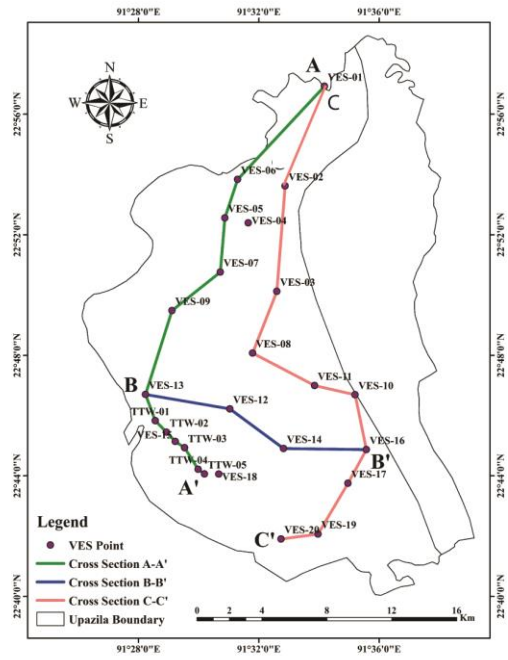 91°28'0"E 91°32'0"E 91°36'0"E
N
W E
S
A VES-01
C
22°56'0"N 22°56'0"N
VES-06 VES-02
VES-05 VES-04
22°52'0"N 22°52'0"N
VES-07
VES-03
VES-09
VES-08
22°48'0"N 22°48'0"N
VES-11
B VES-13 VES-10
VES-12
TTW-01
TTW-02
VES-15 TTW-03 VES-14 VES-16
B'
TTW-04 TTW-05
A' VES-18 VES-17
22°44'0"N 22°44'0"N
Legend
VES Point
C' VES-20 VES-19
Cross Section A-A'
Cross Section B-B'
Cross Section C-C'
Upazila Boundary
22°40'0"N 22°40'0"N
0 2 4 8 12 16
Km
91°28'0"E 91°32'0"E 91°36'0"E